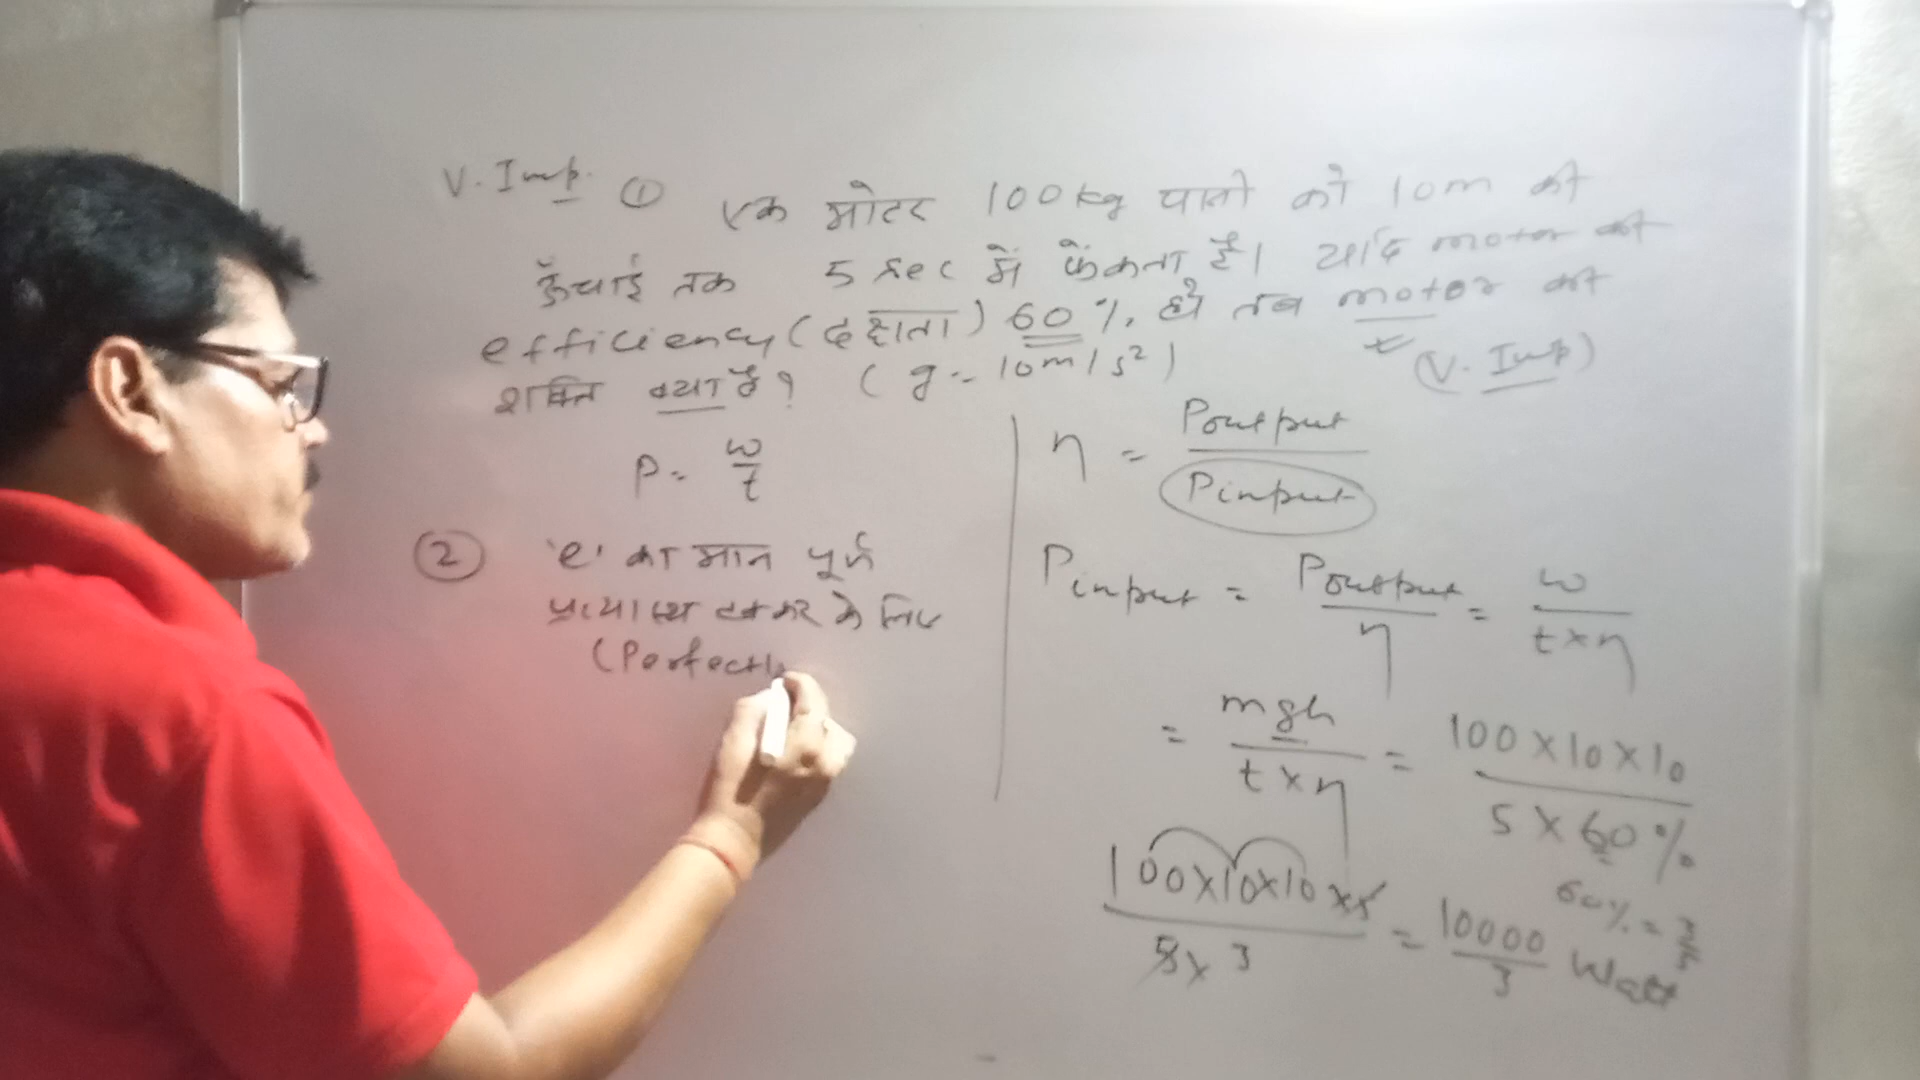 V. Imp. ① एक मोटर 100kg पानी को 10m की
ऊँचाई तक 5 sec में फेंकता है। यदि motor की
efficiency (दक्षता) 60%. हो तब motor की
शक्ति क्या है? (g = 10m/s²)
(V. Imp)
P = w/t
② 'e' का मान पूर्ण
प्रत्यास्थ टक्कर के लिए
(Perfectly
η = Poutput/Pinput
Pinput = Poutput/η = w/t×η
= mgh/t×η = 100×10×10/5×60%
60% = 3/5
100×10×10×5/5×3 = 10000/3 Watt